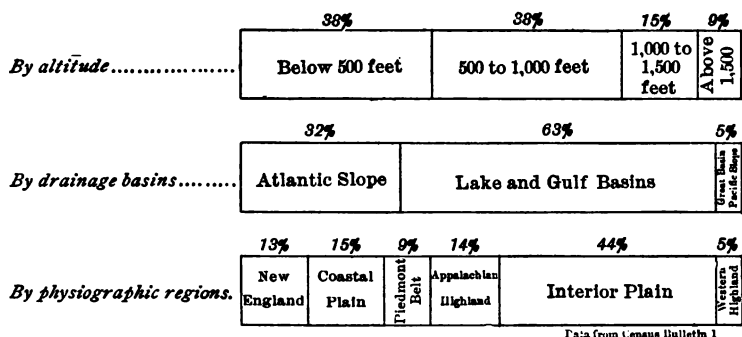 38% 38% 15% 9%
By altitude....................
Below 500 feet
500 to 1,000 feet
1,000 to
1,500
feet
Above
1,500
32% 63% 5%
By drainage basins.........
Atlantic Slope
Lake and Gulf Basins
Great Basin
Pacific Slope
13% 15% 9% 14% 44% 5%
By physiographic regions.
New
England
Coastal
Plain
Piedmont
Belt
Appalachian
Highland
Interior Plain
Western
Highland
Data from Census Bulletin 1